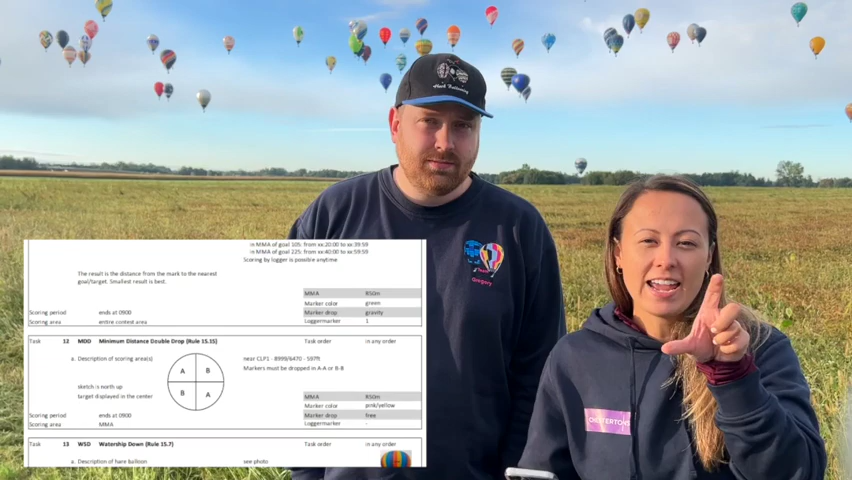 in MMA of goal 105: from xx:20:00 to xx:39:59
in MMA of goal 225: from xx:40:00 to xx:59:59
Scoring by logger is possible anytime
The result is the distance from the mark to the nearest
goal/target. Smallest result is best.
MMA R50m
Marker color green
Marker drop gravity
Scoring period ends at 0900
Scoring area entire contest area
Loggermarker 1
Task 12 MDD Minimum Distance Double Drop (Rule 15.15) Task order in any order
a. Description of scoring area(s) near CLP1 - 8999/6470 - 597ft
Markers must be dropped in A-A or B-B
A B
B A
sketch is north up
target displayed in the center
MMA R50m
Marker color pink/yellow
Marker drop free
Scoring period ends at 0900
Scoring area MMA
Loggermarker -
Task 13 WSD Watership Down (Rule 15.7) Task order in any order
a. Description of hare balloon see photo
Gregory
CHESTERTONS